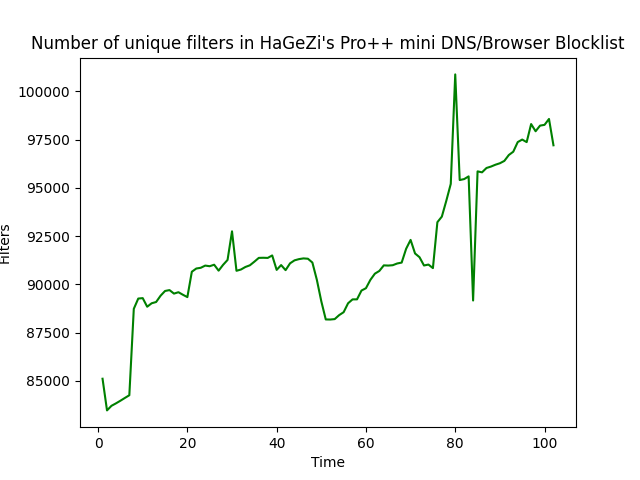 Number of unique filters in HaGeZi's Pro++ mini DNS/Browser Blocklist
100000
97500
95000
92500
90000
87500
85000
Filters
0 20 40 60 80 100
Time